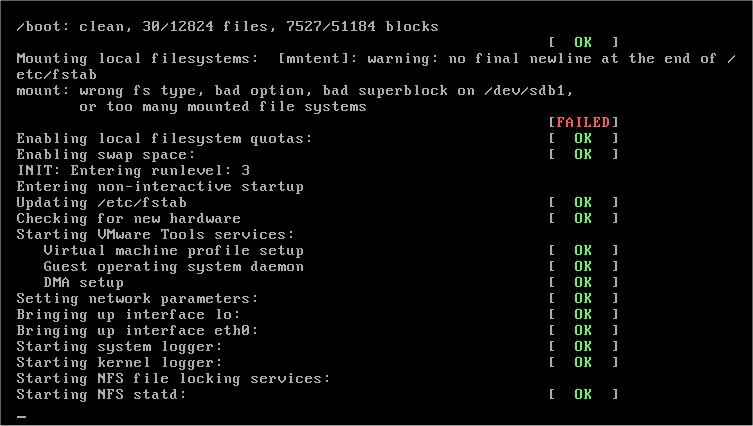 /boot: clean, 30/12824 files, 7527/51184 blocks
[  OK  ]
Mounting local filesystems:  [mntent]: warning: no final newline at the end of /
etc/fstab
mount: wrong fs type, bad option, bad superblock on /dev/sdb1,
       or too many mounted file systems
[FAILED]
Enabling local filesystem quotas: [  OK  ]
Enabling swap space: [  OK  ]
INIT: Entering runlevel: 3
Entering non-interactive startup
Updating /etc/fstab [  OK  ]
Checking for new hardware [  OK  ]
Starting VMware Tools services:
   Virtual machine profile setup [  OK  ]
   Guest operating system daemon [  OK  ]
   DMA setup [  OK  ]
Setting network parameters: [  OK  ]
Bringing up interface lo: [  OK  ]
Bringing up interface eth0: [  OK  ]
Starting system logger: [  OK  ]
Starting kernel logger: [  OK  ]
Starting NFS file locking services:
Starting NFS statd: [  OK  ]
_